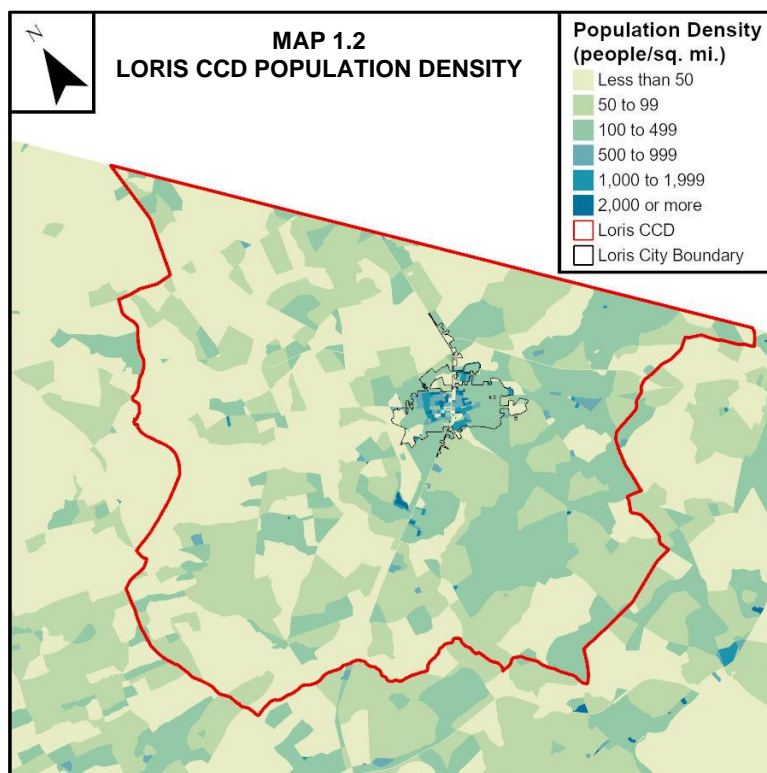 N
MAP 1.2
LORIS CCD POPULATION DENSITY
Population Density
(people/sq. mi.)
Less than 50
50 to 99
100 to 499
500 to 999
1,000 to 1,999
2,000 or more
Loris CCD
Loris City Boundary